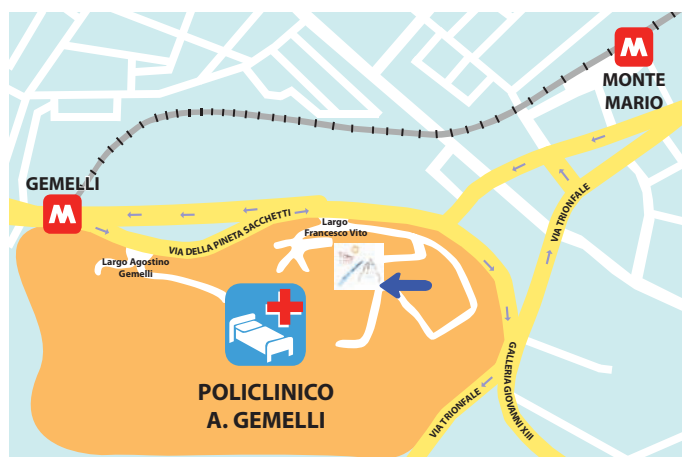 M
MONTE
MARIO
GEMELLI
M
VIA DELLA PINETA SACCHETTI
Largo
Francesco Vito
Largo Agostino
Gemelli
VIA TRIONFALE
GALLERIA GIOVANNI XIII
VIA TRIONFALE
POLICLINICO
A. GEMELLI